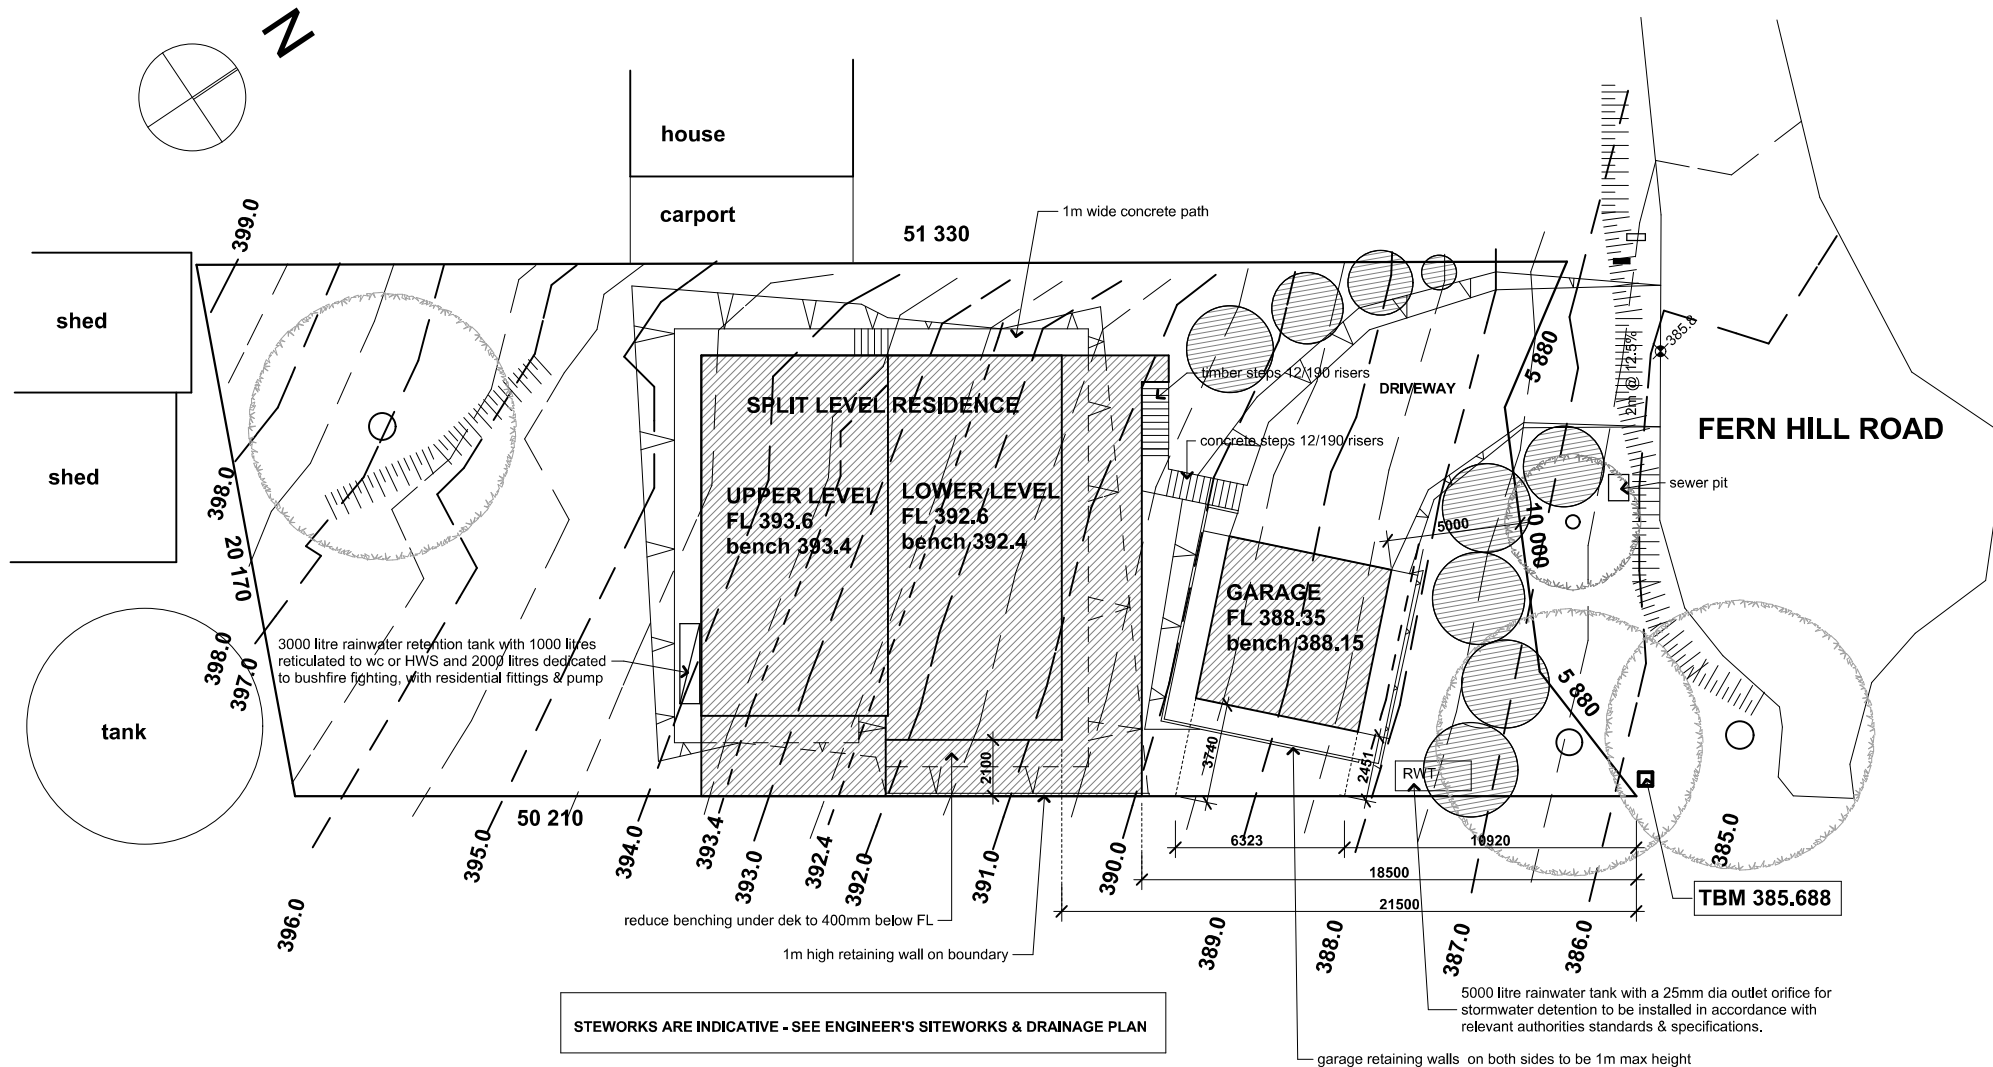 N
house
carport
399.0
51 330
1m wide concrete path
shed
shed
398.0
20 170
398.0
397.0
tank
3000 litre rainwater retention tank with 1000 litres
reticulated to wc or HWS and 2000 litres dedicated
to bushfire fighting, with residential fittings & pump
SPLIT LEVEL RESIDENCE
UPPER LEVEL
FL 393.6
bench 393.4
LOWER LEVEL
FL 392.6
bench 392.4
timber steps 12/190 risers
concrete steps 12/190 risers
DRIVEWAY
5 880
2m @ 12.5%
385.8
FERN HILL ROAD
sewer pit
5000
10 000
GARAGE
FL 388.35
bench 388.15
5 880
3740
2451
RWT
2100
50 210
6323
10920
18500
21500
396.0
395.0
394.0
393.4
393.0
392.4
392.0
391.0
390.0
389.0
388.0
387.0
386.0
385.0
TBM 385.688
reduce benching under dek to 400mm below FL
1m high retaining wall on boundary
STEWORKS ARE INDICATIVE - SEE ENGINEER'S SITEWORKS & DRAINAGE PLAN
5000 litre rainwater tank with a 25mm dia outlet orifice for
stormwater detention to be installed in accordance with
relevant authorities standards & specifications.
garage retaining walls on both sides to be 1m max height